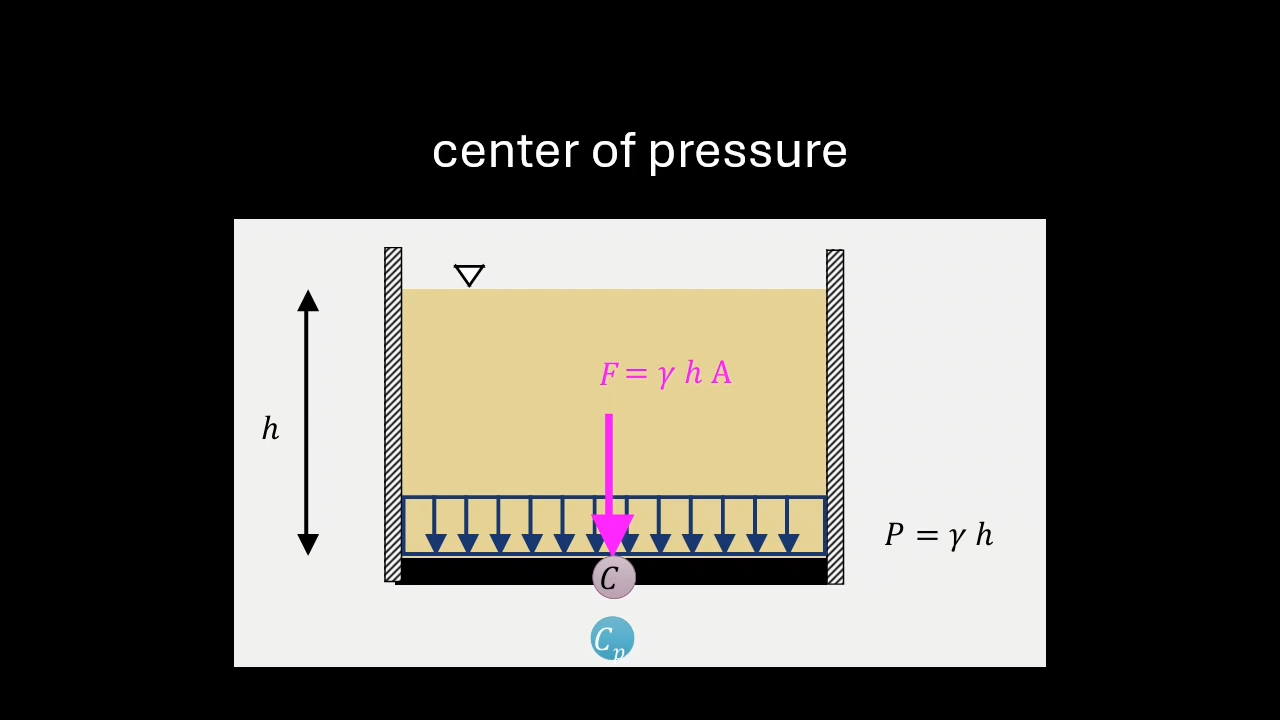 center of pressure
F = γ h A
h
P = γ h
C
C_p